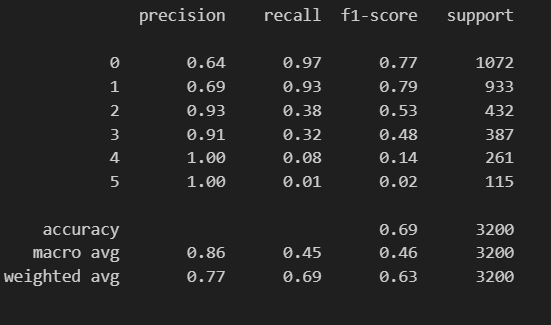 precision recall f1-score support
0 0.64 0.97 0.77 1072
1 0.69 0.93 0.79 933
2 0.93 0.38 0.53 432
3 0.91 0.32 0.48 387
4 1.00 0.08 0.14 261
5 1.00 0.01 0.02 115
accuracy 0.69 3200
macro avg 0.86 0.45 0.46 3200
weighted avg 0.77 0.69 0.63 3200